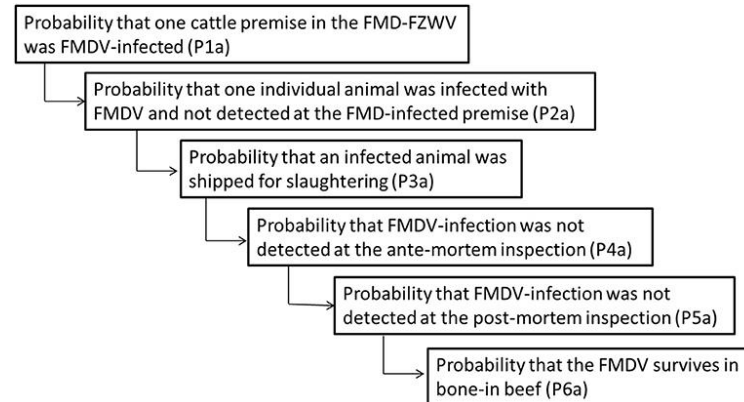 Probability that one cattle premise in the FMD-FZWV
was FMDV-infected (P1a)
Probability that one individual animal was infected with
FMDV and not detected at the FMD-infected premise (P2a)
Probability that an infected animal was
shipped for slaughtering (P3a)
Probability that FMDV-infection was not
detected at the ante-mortem inspection (P4a)
Probability that FMDV-infection was not
detected at the post-mortem inspection (P5a)
Probability that the FMDV survives in
bone-in beef (P6a)